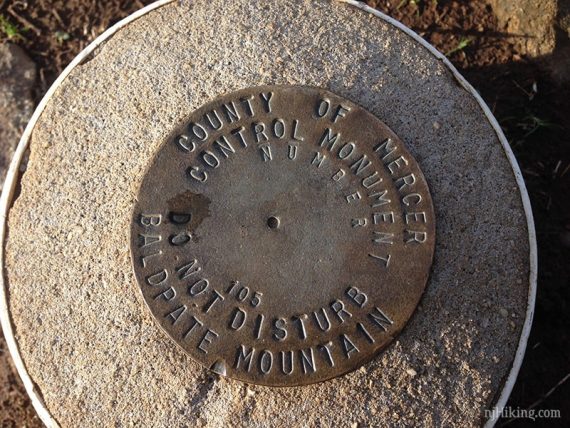 COUNTY OF MERCER
CONTROL MONUMENT
NUMBER
105
DO NOT DISTURB
BALDPATE MOUNTAIN
njHiking.com